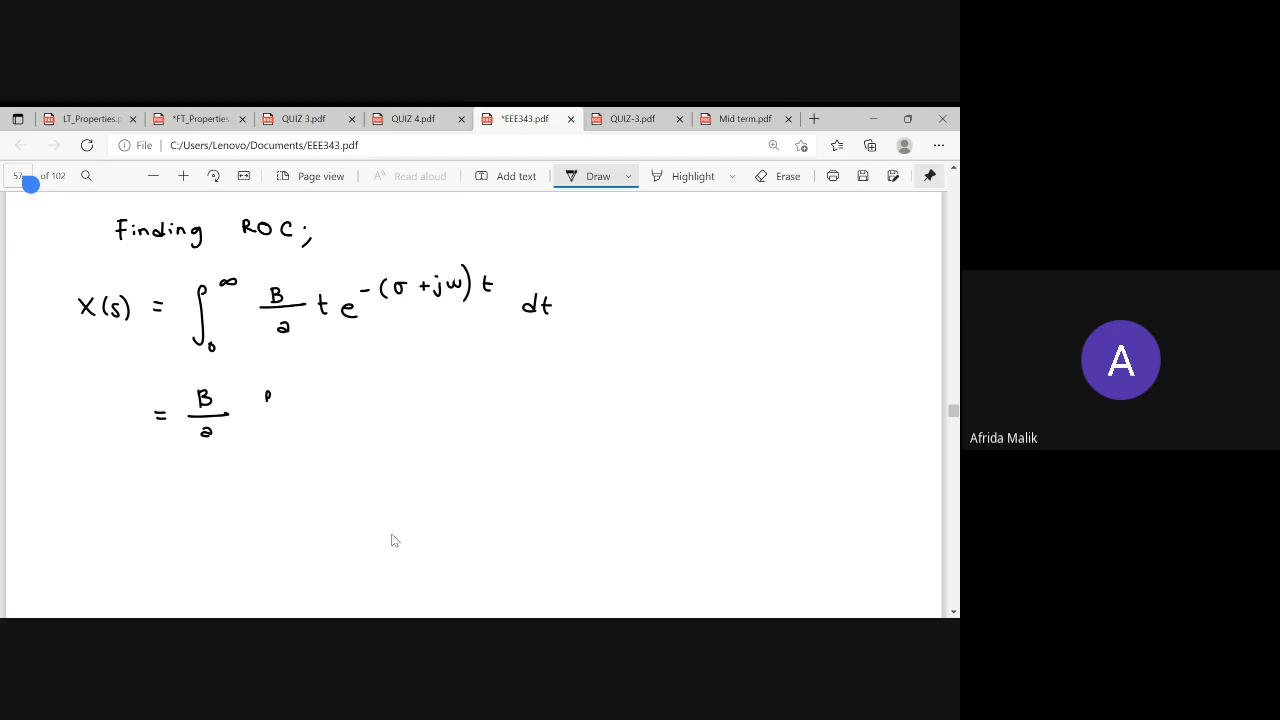 LT_Properties.p
*FT_Properties.
QUIZ 3.pdf
QUIZ 4.pdf
*EEE343.pdf
QUIZ-3.pdf
Mid term.pdf
File C:/Users/Lenovo/Documents/EEE343.pdf
57 of 102 Page view Read aloud Add text Draw Highlight Erase
Finding ROC;
X(s) = ∫₀^∞ B/a t e^-(σ+jω)t dt
= B/a
A
Afrida Malik